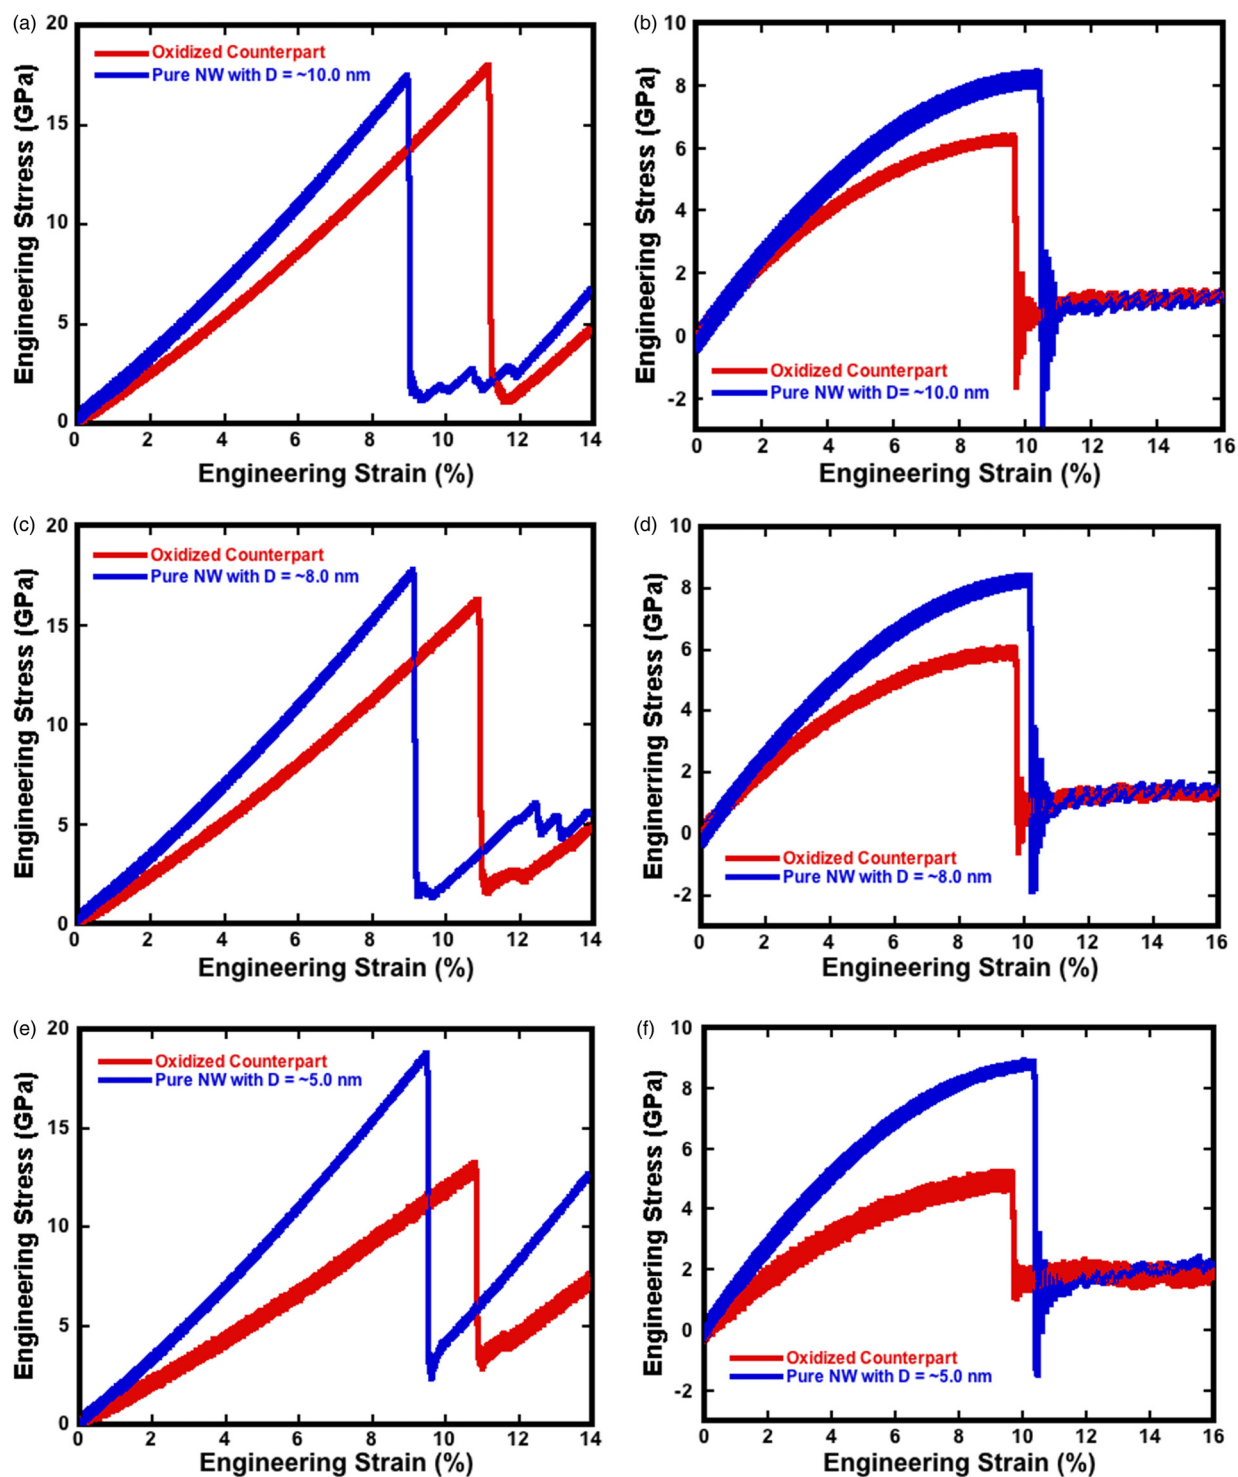 (a)
20
15
10
5
0
Engineering Strress (GPa)
Oxidized Counterpart
Pure NW with D = ~10.0 nm
0 2 4 6 8 10 12 14
Engineering Strain (%)
(b)
10
8
6
4
2
0
-2
Engineering Stress (GPa)
Oxidized Counterpart
Pure NW with D= ~10.0 nm
0 2 4 6 8 10 12 14 16
Engineering Strain (%)
(c)
20
15
10
5
0
Engineering Stress (GPa)
Oxidized Counterpart
Pure NW with D = ~8.0 nm
0 2 4 6 8 10 12 14
Engineering Strain (%)
(d)
10
8
6
4
2
0
-2
Enginerring Stress (GPa)
Oxidized Counterpart
Pure NW with D = ~8.0 nm
0 2 4 6 8 10 12 14 16
Engineering Strain (%)
(e)
20
15
10
5
0
Engineering Stress (GPa)
Oxidized Counterpart
Pure NW with D = ~5.0 nm
0 2 4 6 8 10 12 14
Engineering Strain (%)
(f)
10
8
6
4
2
0
-2
Engineering Stress (GPa)
Oxidized Counterpart
Pure NW with D = ~5.0 nm
0 2 4 6 8 10 12 14 16
Engineering Strain (%)